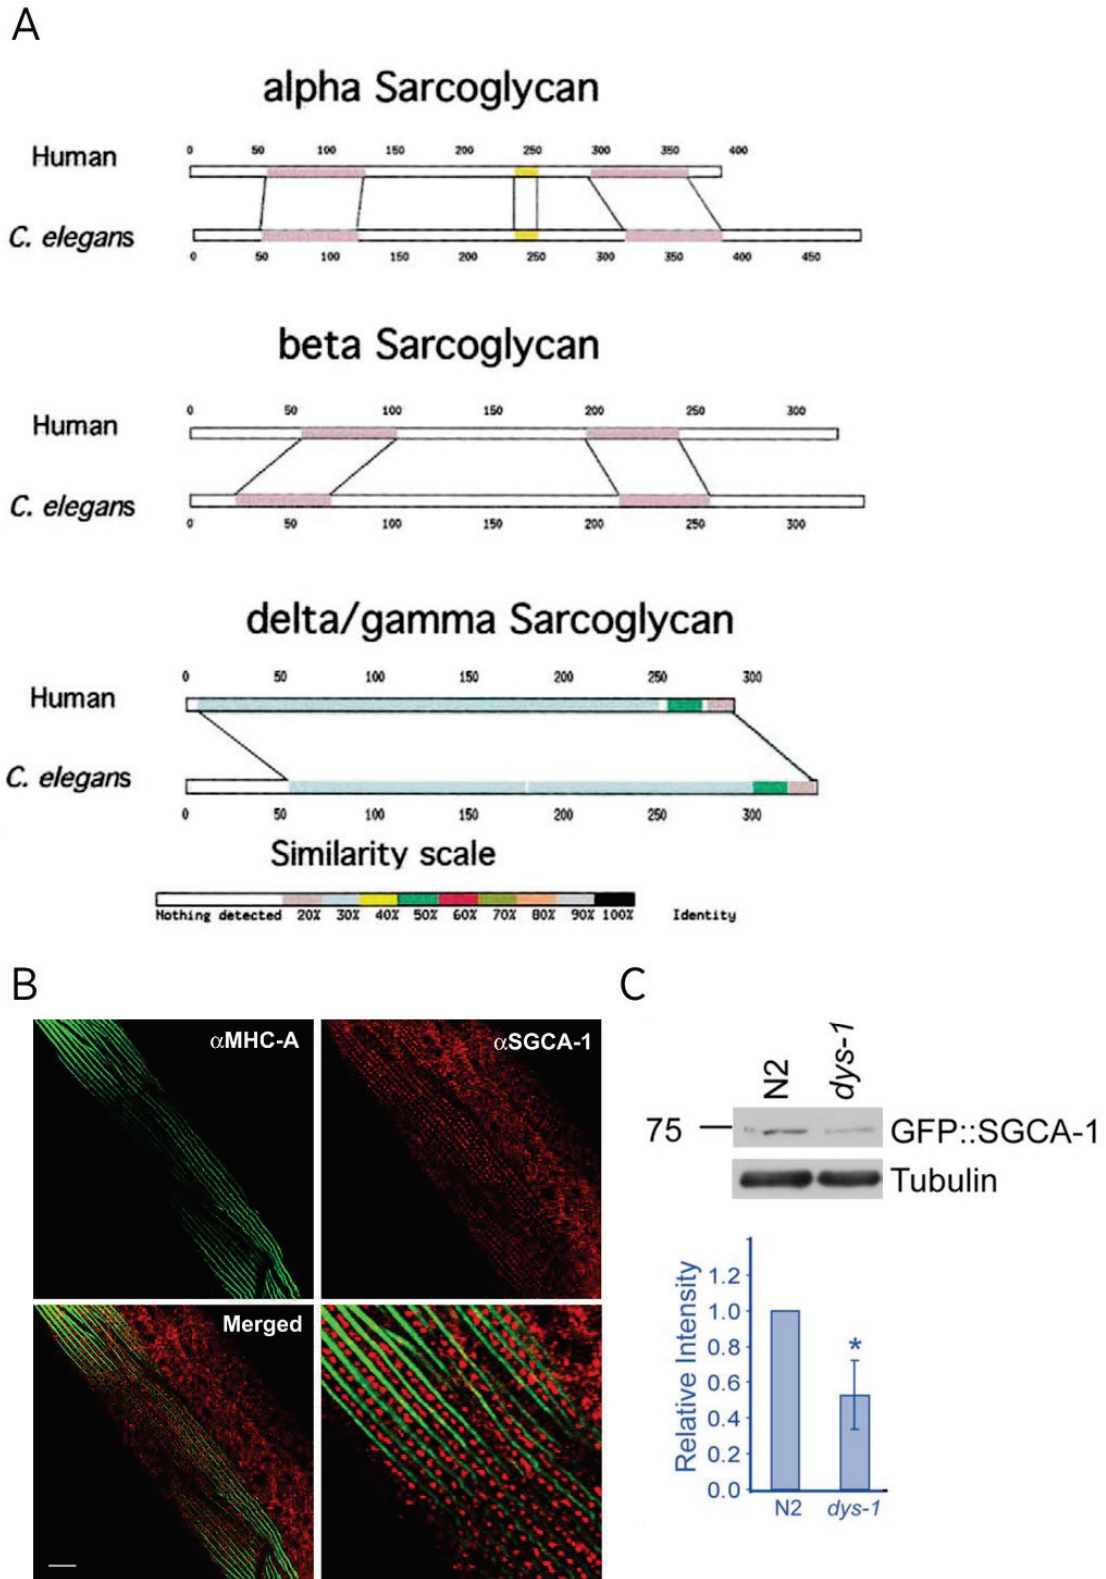 A
alpha Sarcoglycan
0 50 100 150 200 250 300 350 400
Human
C. elegans
0 50 100 150 200 250 300 350 400 450
beta Sarcoglycan
0 50 100 150 200 250 300
Human
C. elegans
0 50 100 150 200 250 300
delta/gamma Sarcoglycan
0 50 100 150 200 250 300
Human
C. elegans
0 50 100 150 200 250 300
Similarity scale
Nothing detected 20% 30% 40% 50% 60% 70% 80% 90% 100% Identity
B
αMHC-A
αSGCA-1
Merged
C
N2 dys-1
75 GFP::SGCA-1
Tubulin
Relative Intensity
1.2
1.0
0.8
0.6
0.4
0.2
0.0
*
N2 dys-1